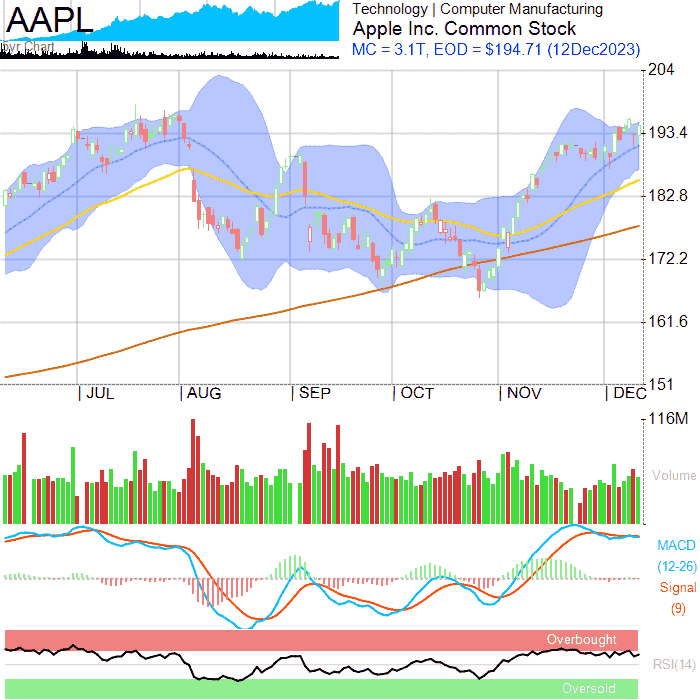 AAPL
Technology | Computer Manufacturing
Apple Inc. Common Stock
MC = 3.1T, EOD = $194.71 (12Dec2023)
Chart
204
193.4
182.8
172.2
161.6
151
JUL
AUG
SEP
OCT
NOV
DEC
116M
Volume
MACD
(12-26)
Signal
(9)
Overbought
RSI(14)
Oversold